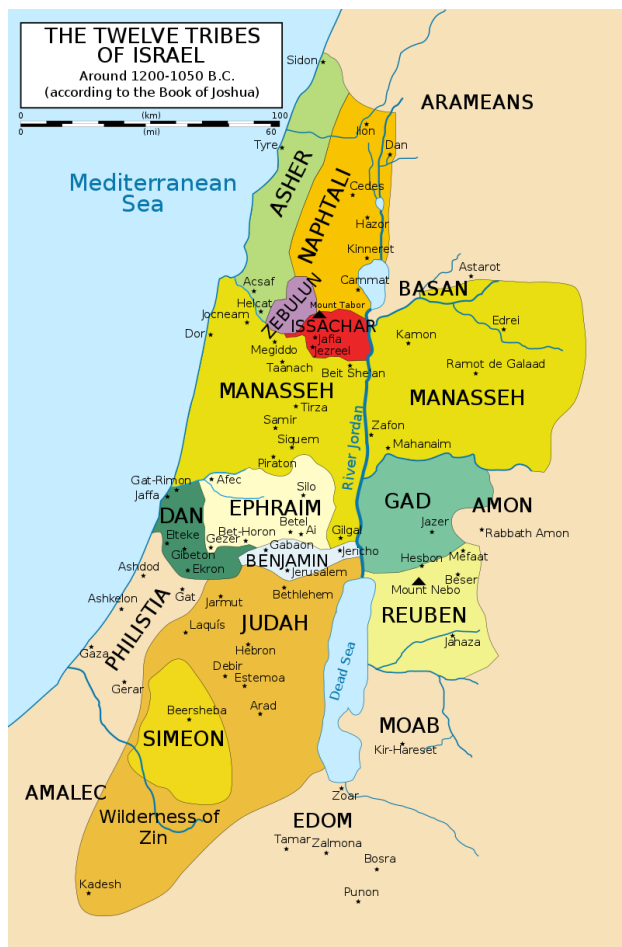 THE TWELVE TRIBES
OF ISRAEL
Around 1200-1050 B.C.
(according to the Book of Joshua)
0 (km) 100
0 (mi) 60
Sidon
ARAMEANS
Iion
Tyre
Dan
Mediterranean
Sea
ASHER
NAPHTALI
Cedes
Hazor
Kinneret
Astarot
Acsaf
Cammat
BASAN
Helcat
ZEBULUN
Mount Tabor
Jocneam
ISSACHAR
Edrei
Dor
Jafia
Kamon
Megiddo
Jezreel
Taanach
Beit She'an
Ramot de Galaad
MANASSEH
MANASSEH
Tirza
Samir
Zafon
Siquem
Mahanaim
River Jordan
Piraton
Gat-Rimon
Afec
Jaffa
Silo
DAN
EPHRAIM
GAD
AMON
Betel
Jazer
Elteke
Bet-Horon
Ai
Gilgal
Rabbath Amon
Gezer
Gabaon
Gibeton
Jericho
Mefaat
BENJAMIN
Hesbon
Ashdod
Ekron
Jerusalem
Beser
Gat
Bethlehem
Mount Nebo
Ashkelon
Jarmut
REUBEN
PHILISTIA
Laquís
JUDAH
Jahaza
Gaza
Hebron
Dead Sea
Debir
Estemoa
Gerar
Beersheba
Arad
MOAB
SIMEON
Kir-Hareset
AMALEC
Zoar
Wilderness of
Zin
EDOM
Tamar
Zalmona
Bosra
Kadesh
Punon